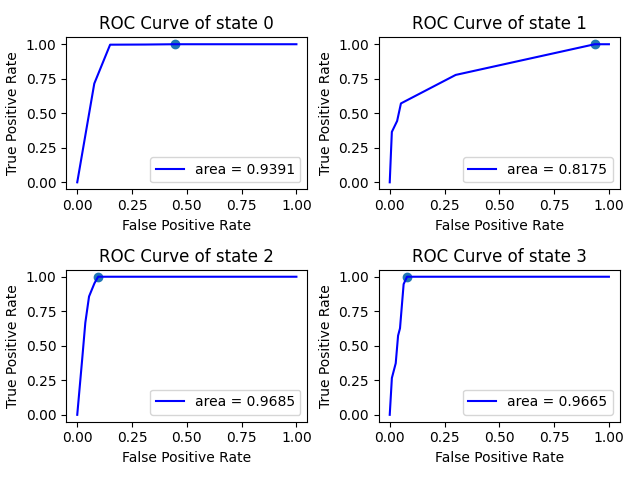 ROC Curve of state 0
True Positive Rate
1.00
0.75
0.50
0.25
0.00
area = 0.9391
0.00 0.25 0.50 0.75 1.00
False Positive Rate
ROC Curve of state 1
True Positive Rate
1.00
0.75
0.50
0.25
0.00
area = 0.8175
0.00 0.25 0.50 0.75 1.00
False Positive Rate
ROC Curve of state 2
True Positive Rate
1.00
0.75
0.50
0.25
0.00
area = 0.9685
0.00 0.25 0.50 0.75 1.00
False Positive Rate
ROC Curve of state 3
True Positive Rate
1.00
0.75
0.50
0.25
0.00
area = 0.9665
0.00 0.25 0.50 0.75 1.00
False Positive Rate